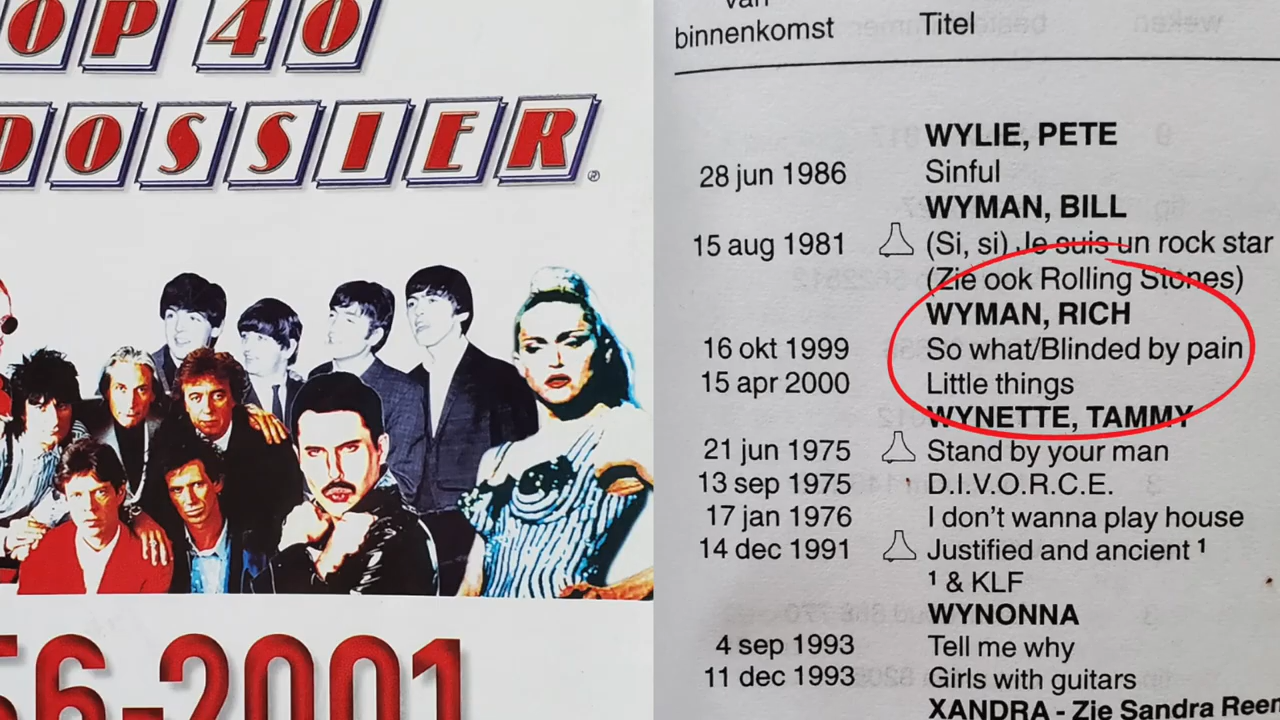 TOP 40
DOSSIER®
56-2001
van
binnenkomst
Titel
WYLIE, PETE
28 jun 1986 Sinful
WYMAN, BILL
15 aug 1981 (Si, si) Je suis un rock star
(Zie ook Rolling Stones)
WYMAN, RICH
16 okt 1999 So what/Blinded by pain
15 apr 2000 Little things
WYNETTE, TAMMY
21 jun 1975 Stand by your man
13 sep 1975 D.I.V.O.R.C.E.
17 jan 1976 I don't wanna play house
14 dec 1991 Justified and ancient ¹
¹ & KLF
WYNONNA
4 sep 1993 Tell me why
11 dec 1993 Girls with guitars
XANDRA - Zie Sandra Reem